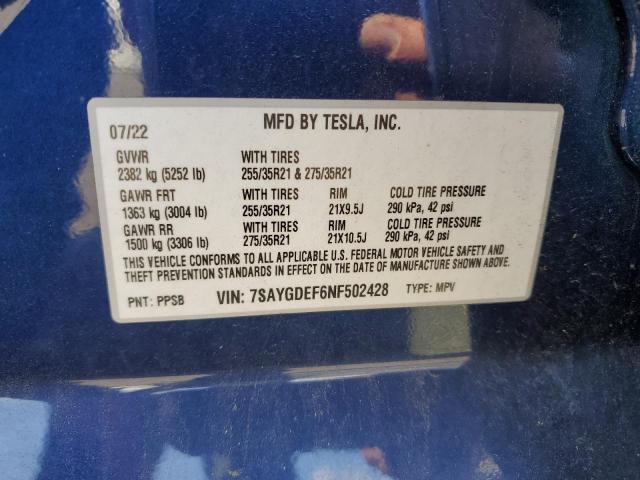 07/22 MFD BY TESLA, INC.
GVWR WITH TIRES
2382 kg (5252 lb) 255/35R21 & 275/35R21
GAWR FRT WITH TIRES RIM COLD TIRE PRESSURE
1363 kg (3004 lb) 255/35R21 21X9.5J 290 kPa, 42 psi
GAWR RR WITH TIRES RIM COLD TIRE PRESSURE
1500 kg (3306 lb) 275/35R21 21X10.5J 290 kPa, 42 psi
THIS VEHICLE CONFORMS TO ALL APPLICABLE U.S. FEDERAL MOTOR VEHICLE SAFETY AND
THEFT PREVENTION STANDARDS IN EFFECT ON THE DATE OF MANUFACTURE SHOWN ABOVE.
PNT: PPSB VIN: 7SAYGDEF6NF502428 TYPE: MPV